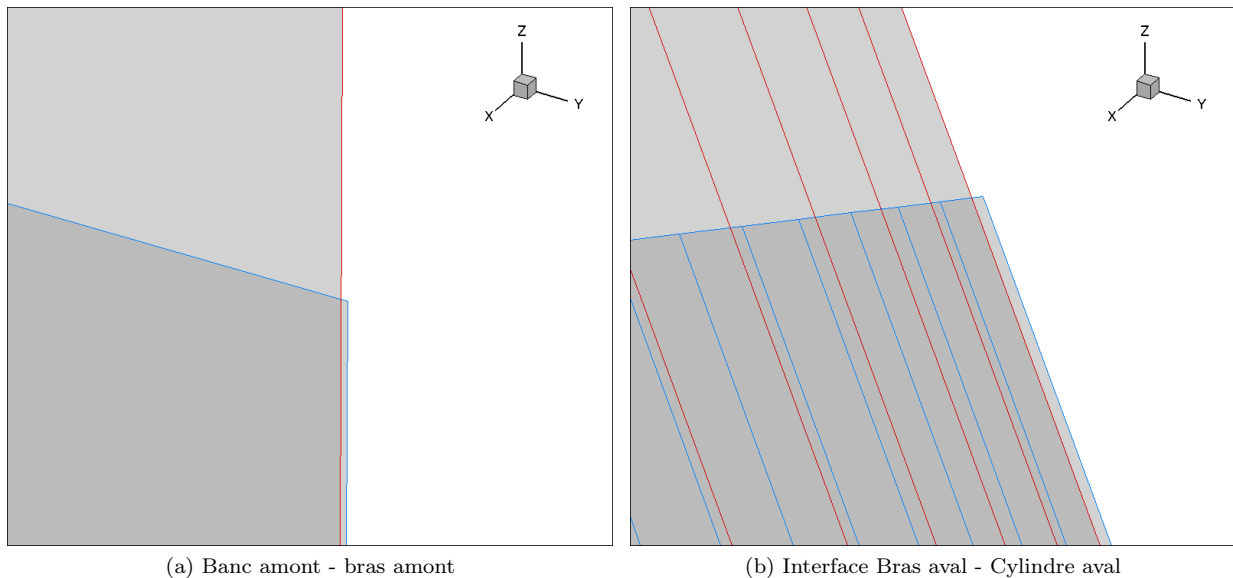 Z
X
Y
Z
X
Y
(a) Banc amont - bras amont
(b) Interface Bras aval - Cylindre aval